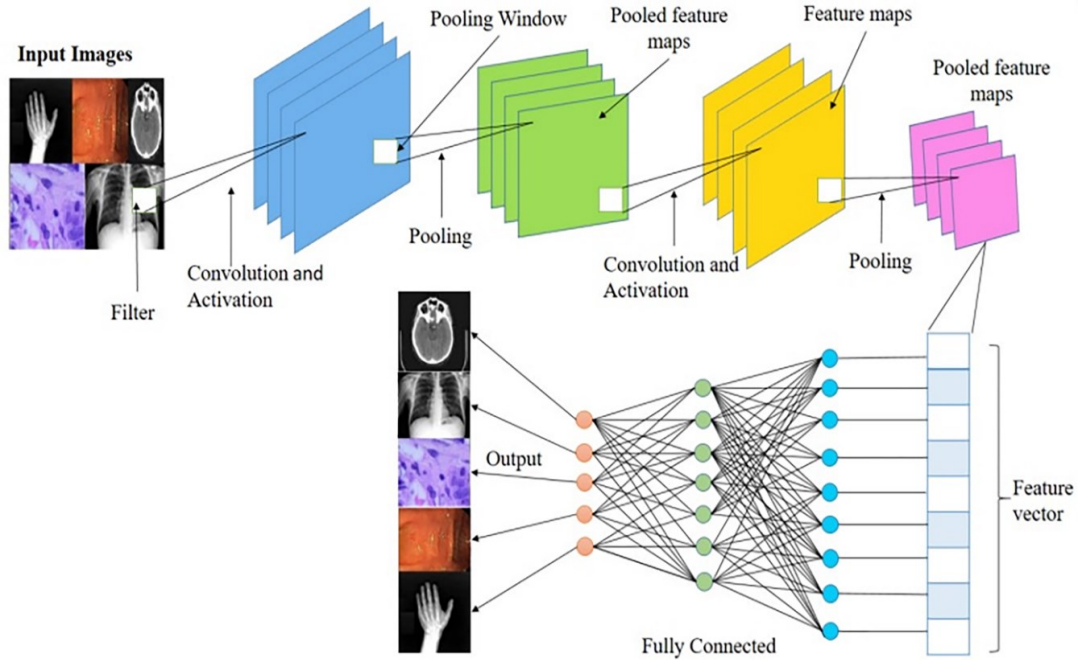 Input Images
Pooling Window
Pooled feature
maps
Feature maps
Pooled feature
maps
Convolution and
Activation
Filter
Pooling
Convolution and
Activation
Pooling
Output
Fully Connected
Feature
vector